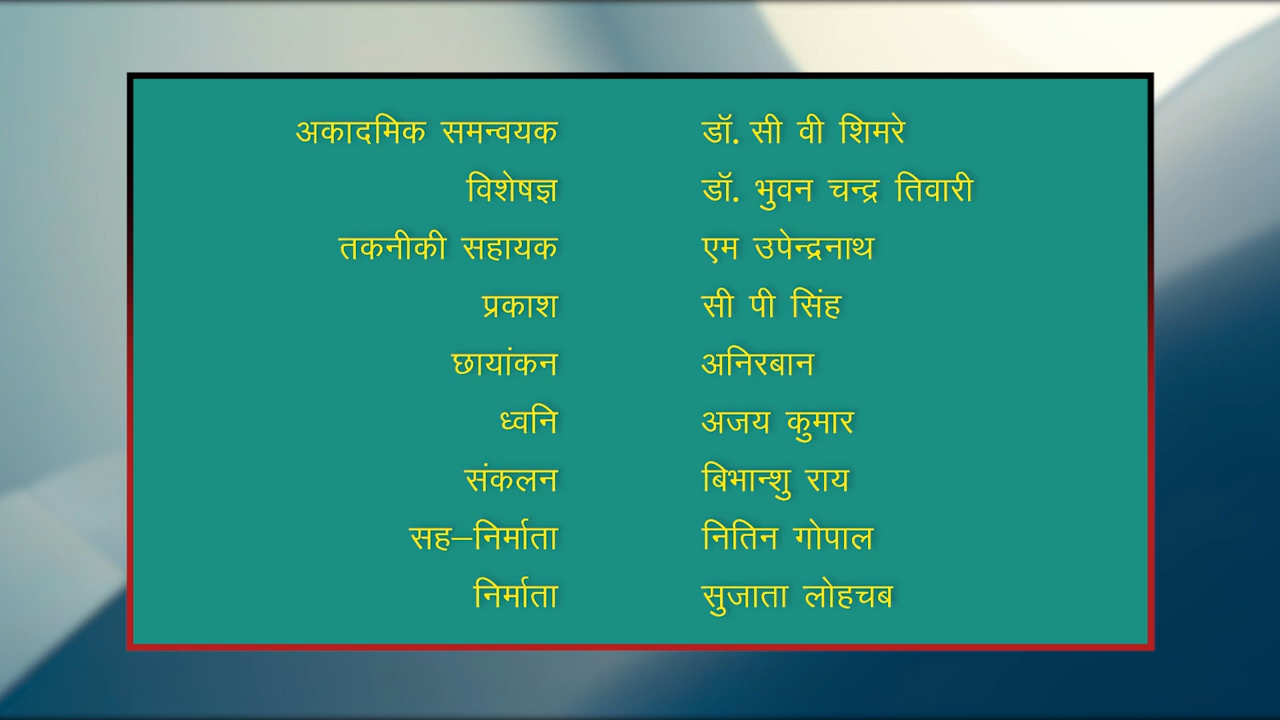 अकादमिक समन्वयक डॉ. सी वी शिमरे
विशेषज्ञ डॉ. भुवन चन्द्र तिवारी
तकनीकी सहायक एम उपेन्द्रनाथ
प्रकाश सी पी सिंह
छायांकन अनिरबान
ध्वनि अजय कुमार
संकलन बिभान्शु राय
सह–निर्माता नितिन गोपाल
निर्माता सुजाता लोहचब